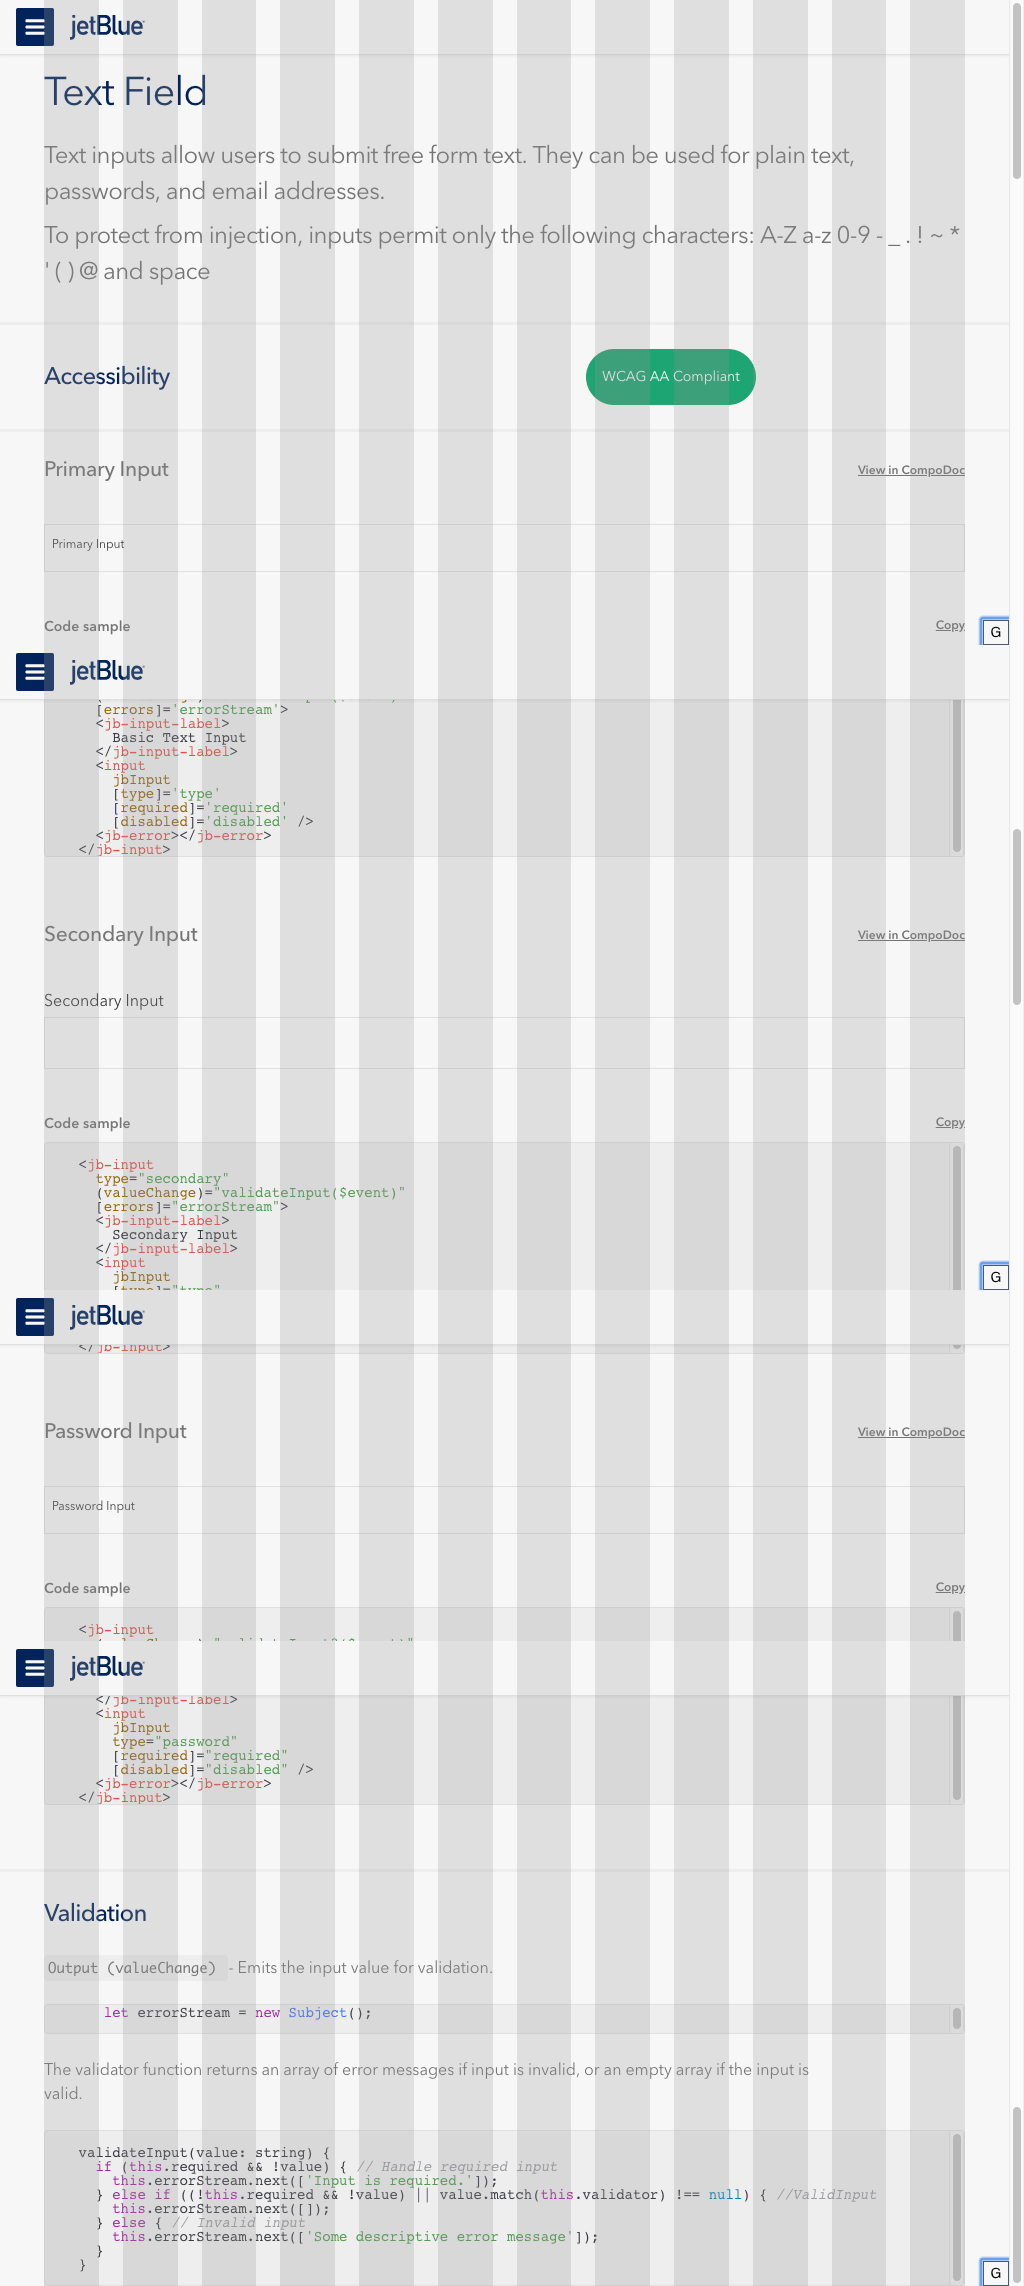 jetBlue
Text Field
Text inputs allow users to submit free form text. They can be used for plain text,
passwords, and email addresses.
To protect from injection, inputs permit only the following characters: A-Z a-z 0-9 - _ . ! ~ *
' ( ) @ and space
Accessibility
WCAG AA Compliant
Primary Input
View in CompoDoc
Primary Input
Code sample
Copy
G
jetBlue
[errors]='errorStream'>
<jb-input-label>
Basic Text Input
</jb-input-label>
<input
jbInput
[type]='type'
[required]='required'
[disabled]='disabled' />
<jb-error></jb-error>
</jb-input>
Secondary Input
View in CompoDoc
Secondary Input
Code sample
Copy
<jb-input
type="secondary"
(valueChange)="validateInput($event)"
[errors]="errorStream">
<jb-input-label>
Secondary Input
</jb-input-label>
<input
jbInput
[type]="type"
G
jetBlue
</jb-input>
Password Input
View in CompoDoc
Password Input
Code sample
Copy
<jb-input
jetBlue
</jb-input-label>
<input
jbInput
type="password"
[required]="required"
[disabled]="disabled" />
<jb-error></jb-error>
</jb-input>
Validation
Output (valueChange) - Emits the input value for validation.
let errorStream = new Subject();
The validator function returns an array of error messages if input is invalid, or an empty array if the input is
valid.
validateInput(value: string) {
if (this.required && !value) { // Handle required input
this.errorStream.next(['Input is required.']);
} else if ((!this.required && !value) || value.match(this.validator) !== null) { //ValidInput
this.errorStream.next([]);
} else { // Invalid input
this.errorStream.next(['Some descriptive error message']);
}
}
G